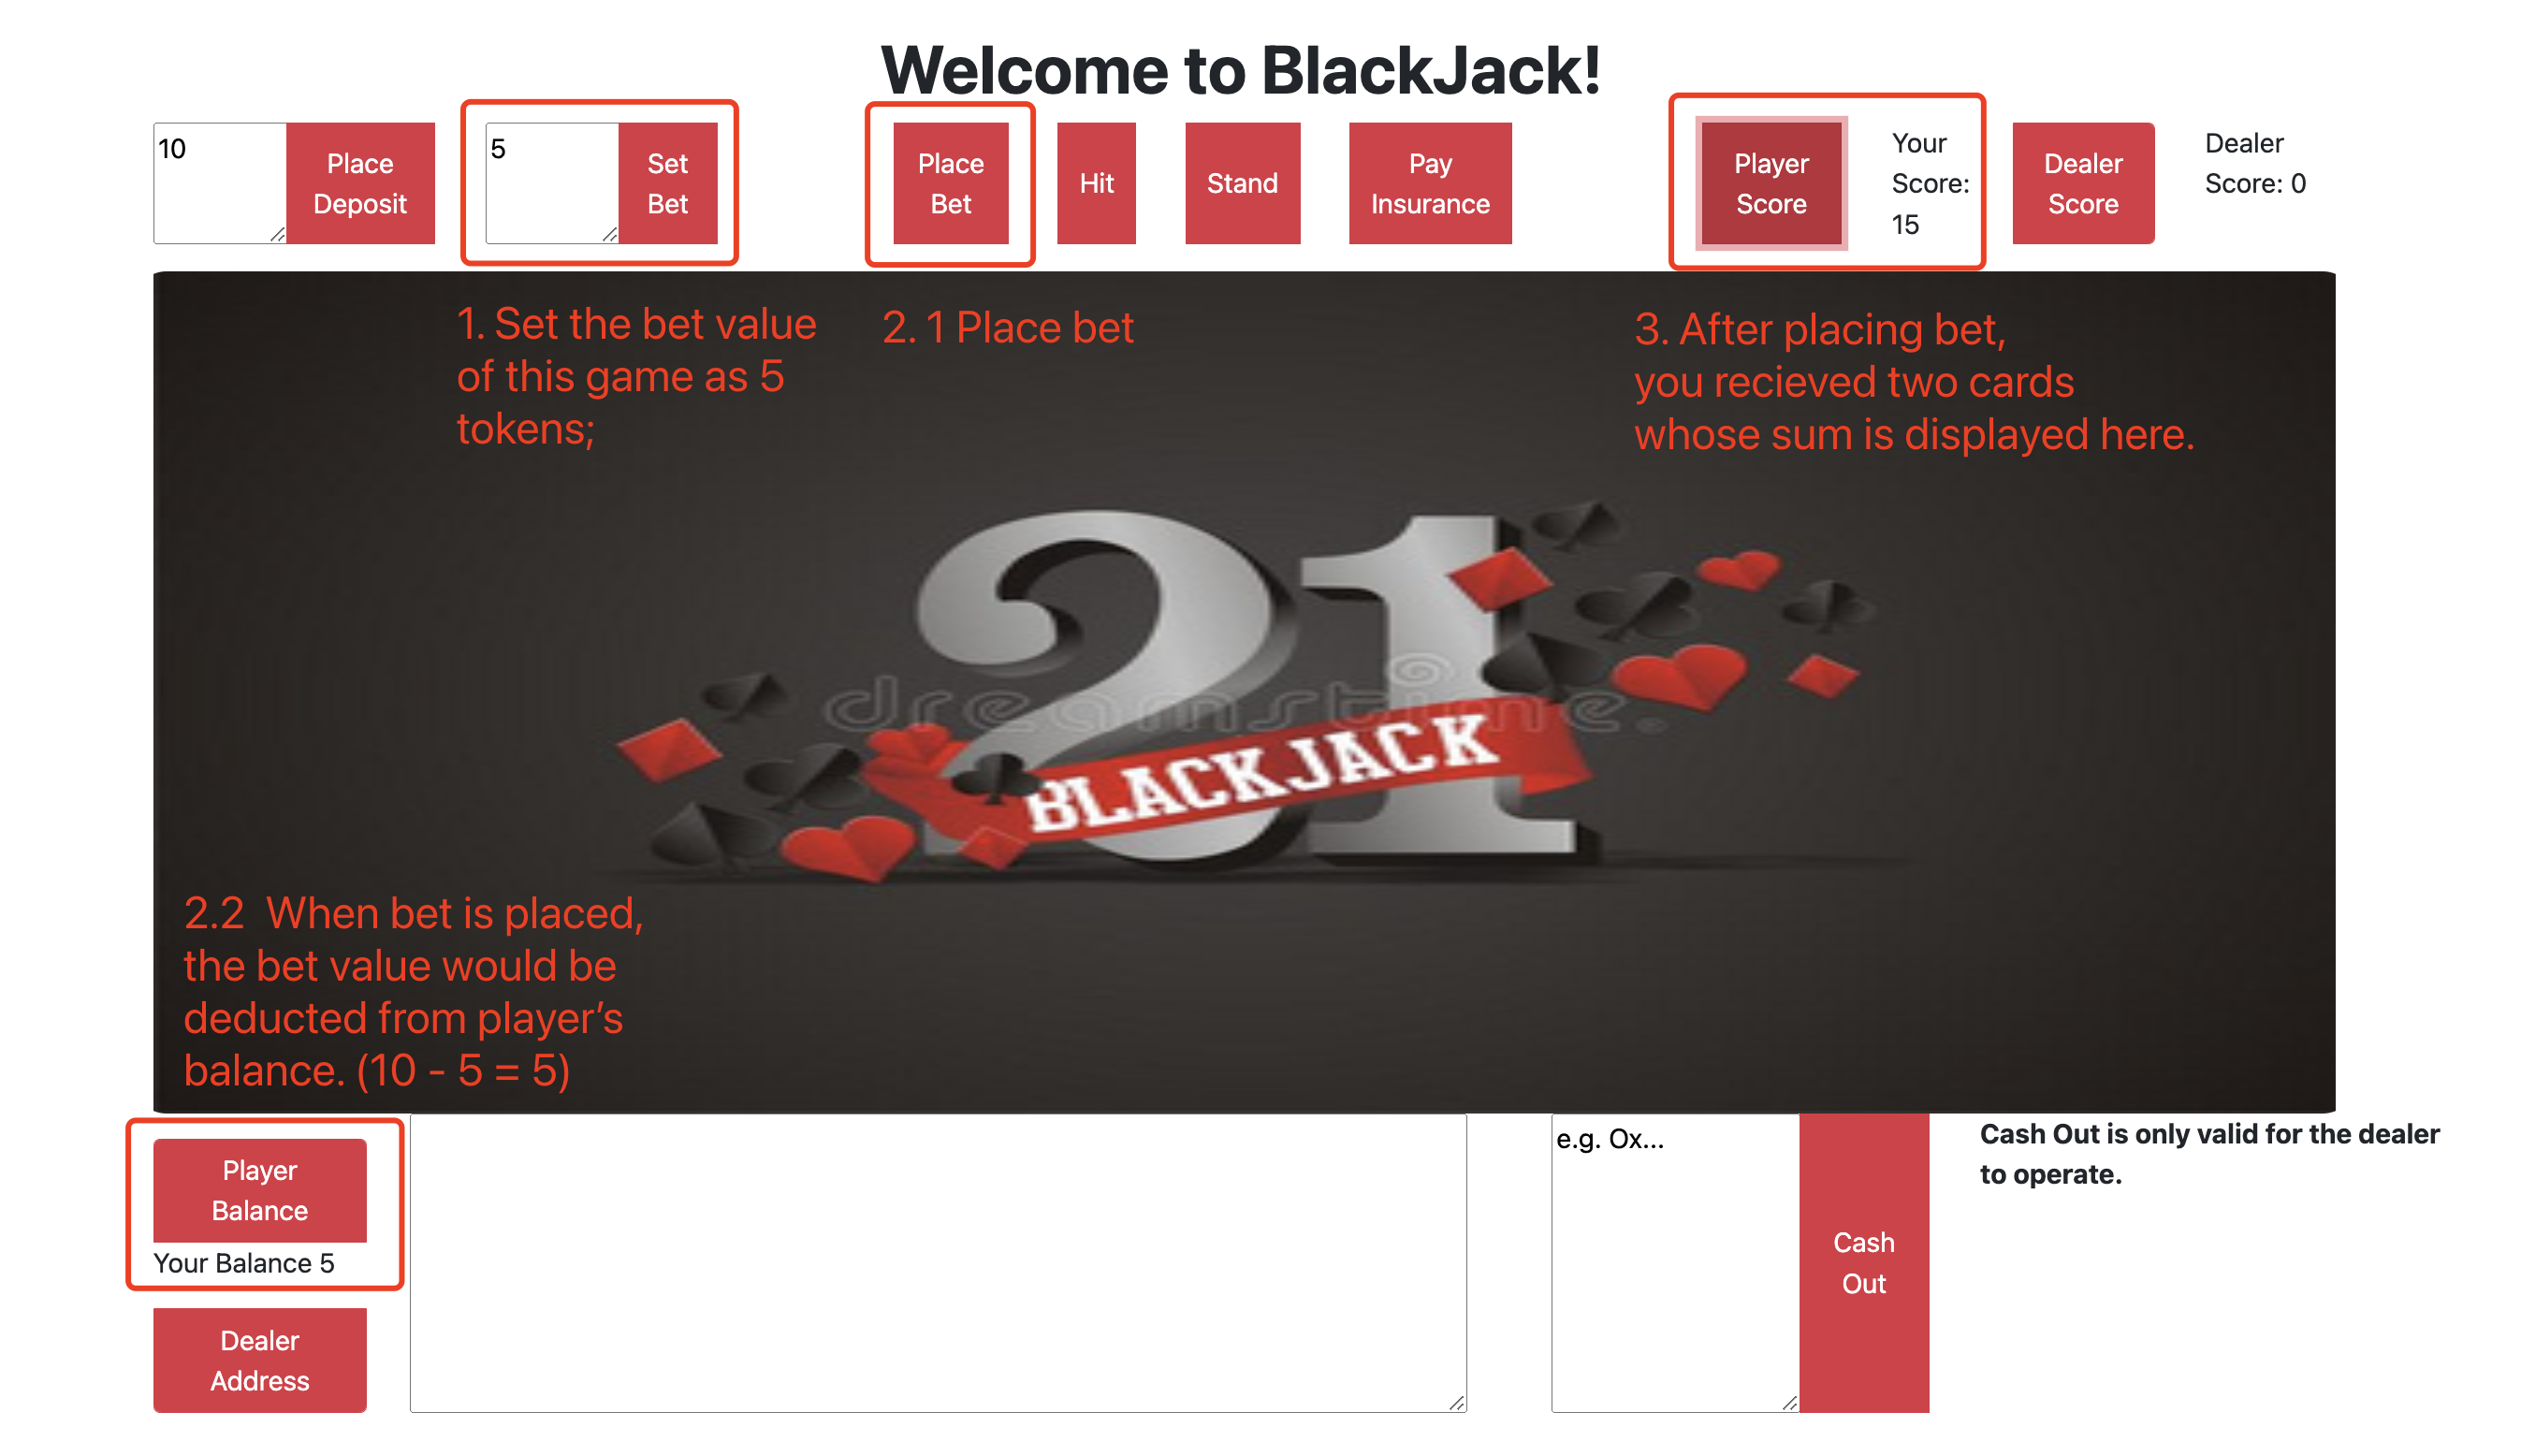 Welcome to BlackJack!
10
Place
Deposit
5
Set
Bet
Place
Bet
Hit
Stand
Pay
Insurance
Player
Score
Your
Score:
15
Dealer
Score
Dealer
Score: 0
1. Set the bet value
of this game as 5
tokens;
2. 1 Place bet
3. After placing bet,
you recieved two cards
whose sum is displayed here.
21
dreamstime.
BLACKJACK
2.2 When bet is placed,
the bet value would be
deducted from player’s
balance. (10 - 5 = 5)
Player
Balance
Your Balance 5
Dealer
Address
e.g. Ox...
Cash
Out
Cash Out is only valid for the dealer
to operate.